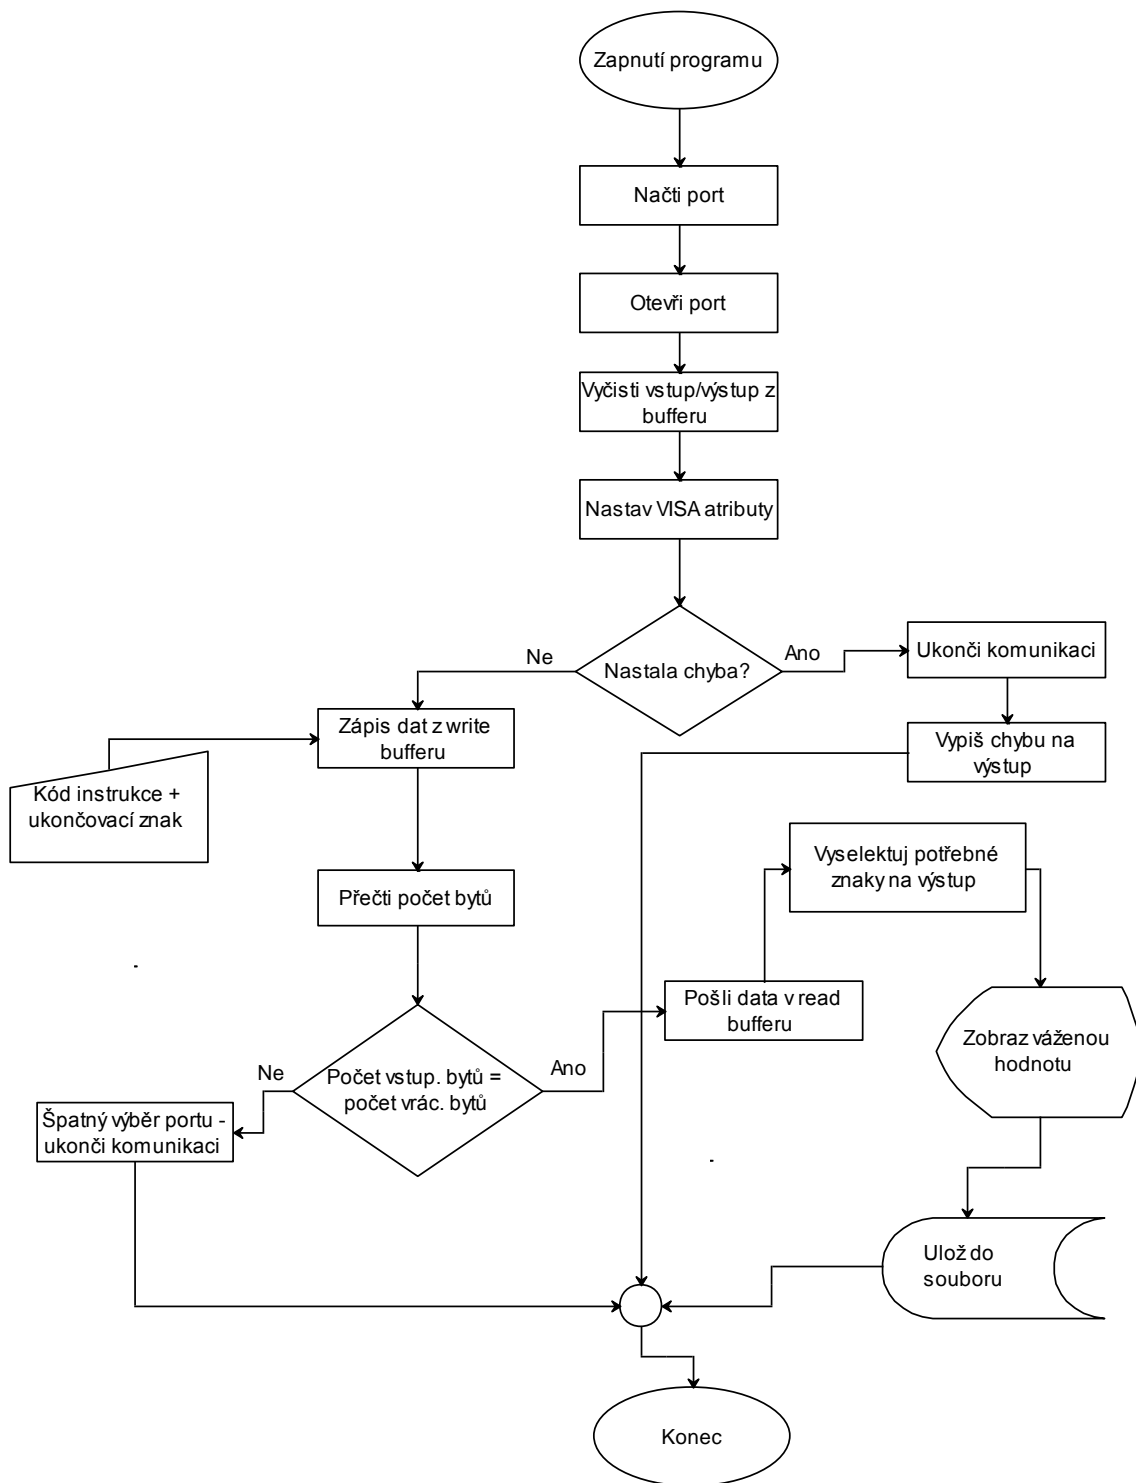 Zapnutí programu
Načti port
Otevři port
Vyčisti vstup/výstup z
bufferu
Nastav VISA atributy
Nastala chyba?
Ne
Ano
Ukonči komunikaci
Vypiš chybu na
výstup
Zápis dat z write
bufferu
Kód instrukce +
ukončovací znak
Přečti počet bytů
Vyselektuj potřebné
znaky na výstup
Pošli data v read
bufferu
Zobraz váženou
hodnotu
Počet vstup. bytů =
počet vrác. bytů
Ne
Ano
Špatný výběr portu -
ukonči komunikaci
Ulož do
souboru
Konec